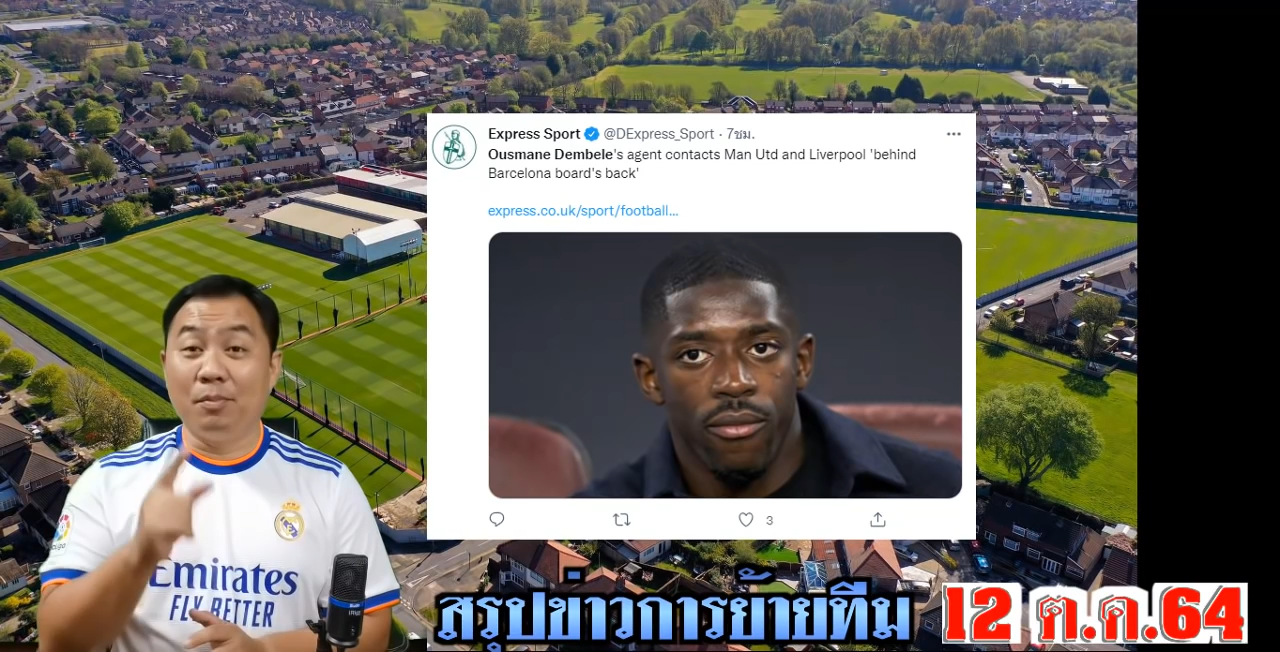 Express Sport @DExpress_Sport · 7ชม.
Ousmane Dembele's agent contacts Man Utd and Liverpool 'behind
Barcelona board's back'
express.co.uk/sport/football...
3
Emirates
FLY BETTER
สรุปข่าวการย้ายทีม 12 ต.ค.64